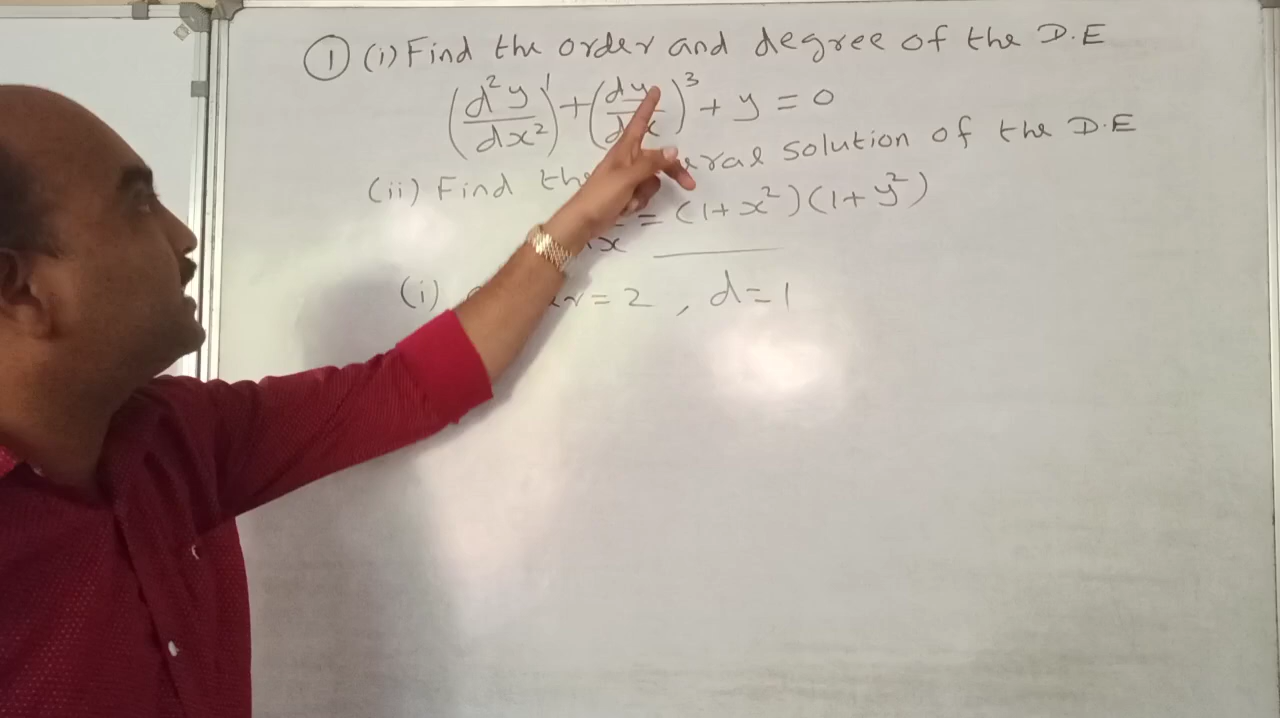 ① (i) Find the order and degree of the D.E
(d²y/dx²)¹ + (dy/dx)³ + y = 0
(ii) Find the solution of the D.E
= (1+x²)(1+y²)
(i) = 2 , d=1